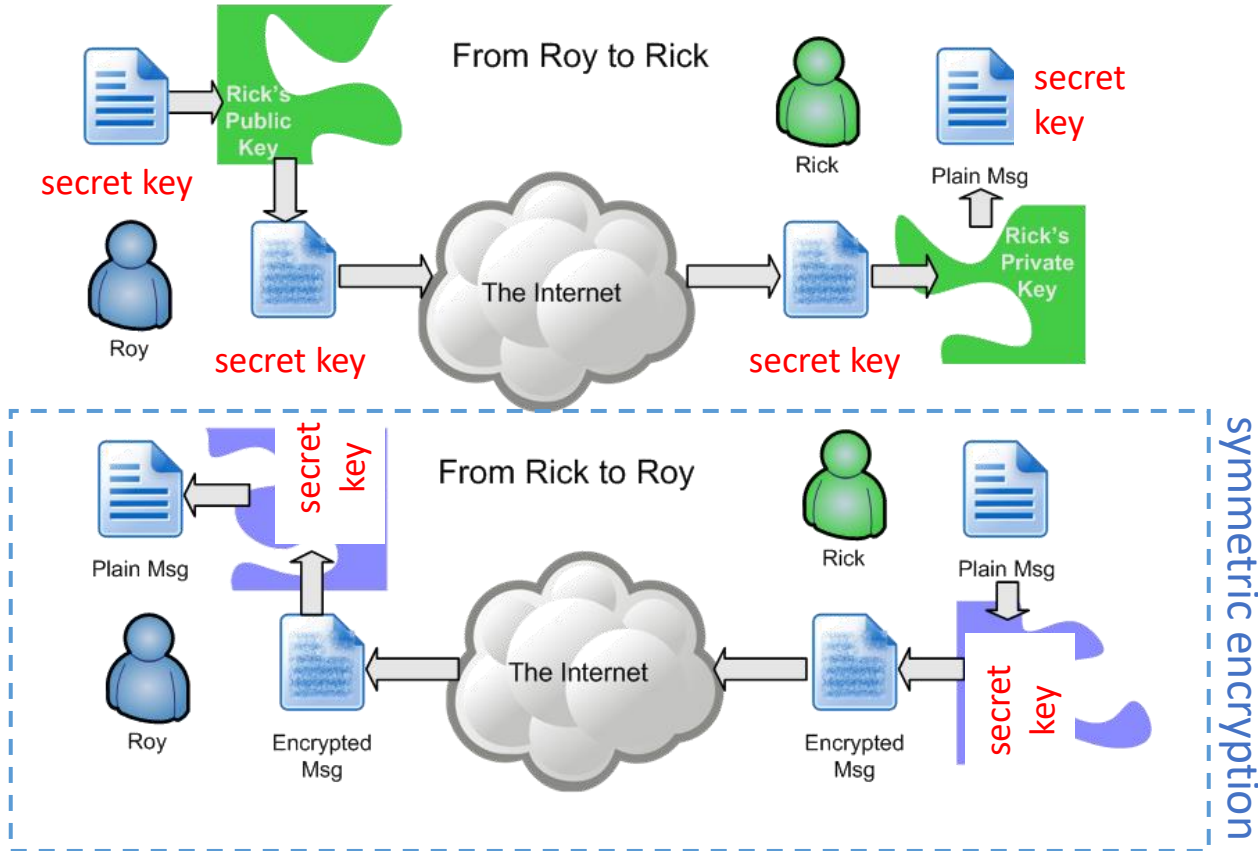 From Roy to Rick
Rick's
Public
Key
secret key
Roy
secret key
The Internet
secret key
Rick
secret
key
Plain Msg
Rick's
Private
Key
symmetric encryption
From Rick to Roy
Plain Msg
secret
key
Roy
Encrypted
Msg
The Internet
Rick
Plain Msg
secret
key
Encrypted
Msg